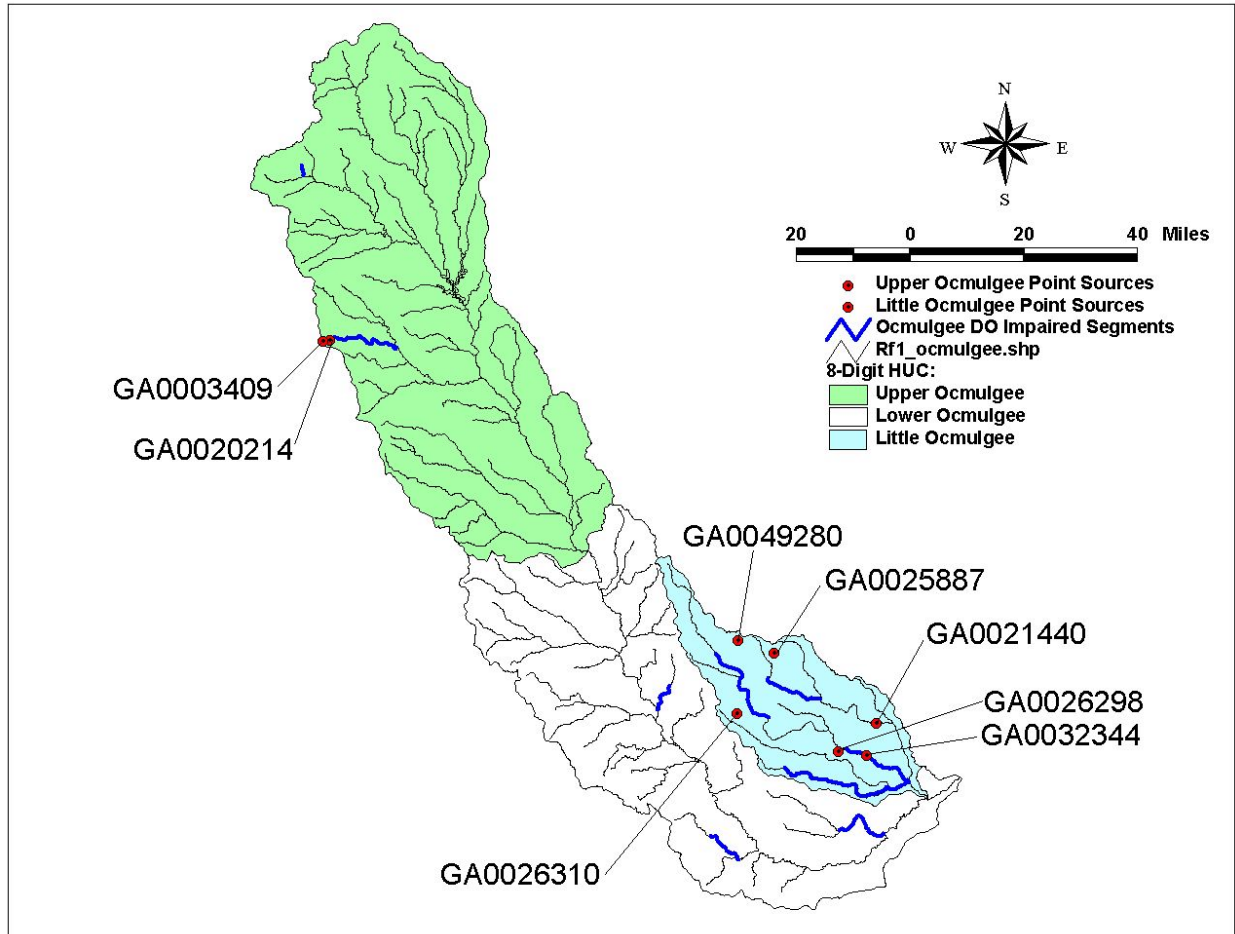 N
W E
S
20 0 20 40 Miles
Upper Ocmulgee Point Sources
Little Ocmulgee Point Sources
Ocmulgee DO Impaired Segments
Rf1_ocmulgee.shp
8-Digit HUC:
Upper Ocmulgee
Lower Ocmulgee
Little Ocmulgee
GA0003409
GA0020214
GA0049280
GA0025887
GA0021440
GA0026298
GA0032344
GA0026310